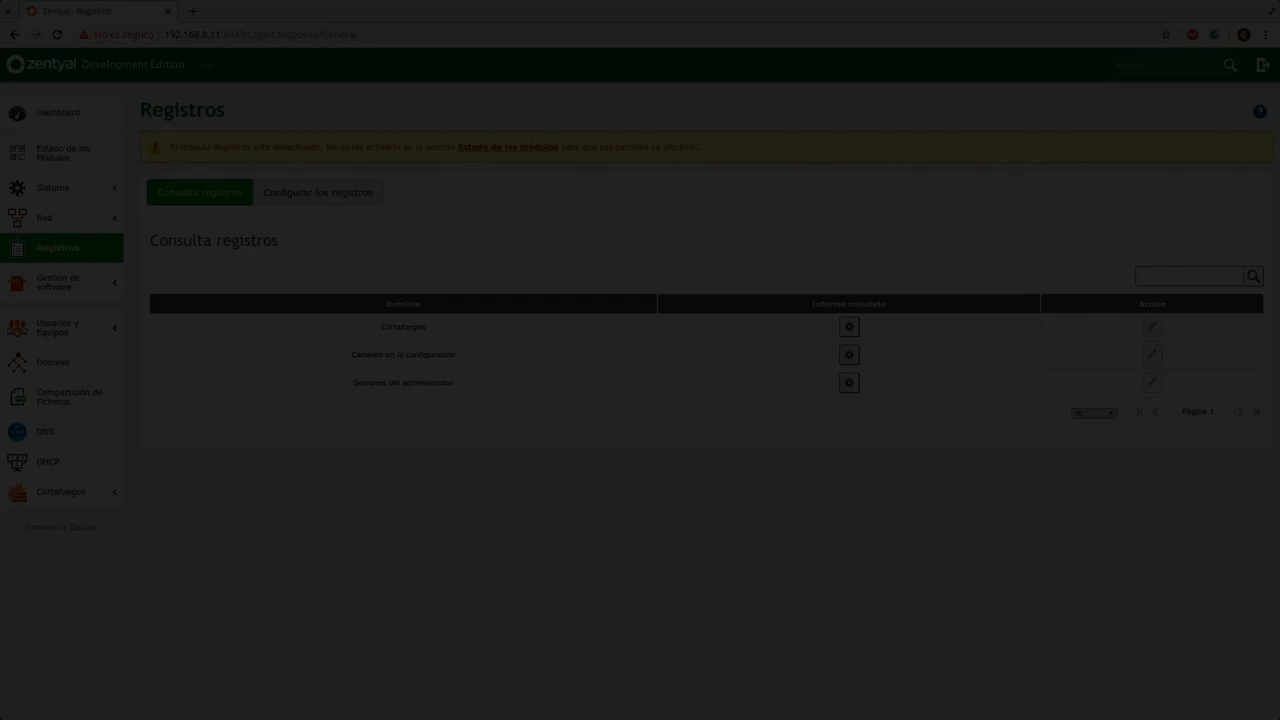 Zentyal - Registros
No es seguro
192.168.8.11:8443/Logs/Composite/General
zentyal Development Edition
Registros
El módulo Registros está desactivado. No olvide activarlo en la sección Estado de los módulos para que sus cambios se efectúen.
Dashboard
Estado de los
Módulos
Sistema
Red
Registros
Gestión de
software
Usuarios y
Equipos
Dominio
Compartición de
Ficheros
DNS
DHCP
Cortafuegos
Created by Zentyal
Consulta registros
Configurar los registros
Consulta registros
Dominio Informe completo Acción
Cortafuegos
Cambios en la configuración
Sesiones del administrador
10
Página 1